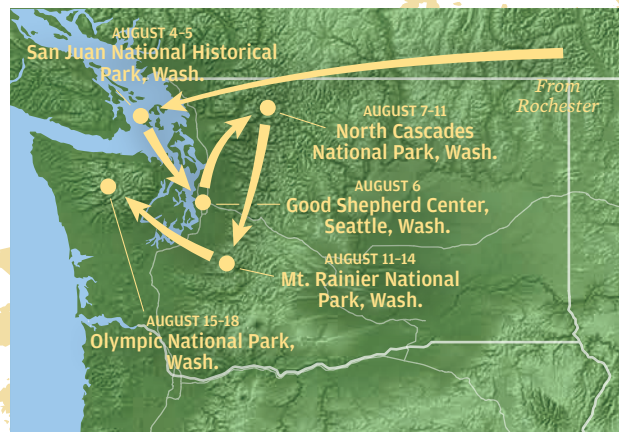 AUGUST 4–5
San Juan National Historical
Park, Wash.
From
Rochester
AUGUST 7–11
North Cascades
National Park, Wash.
AUGUST 6
Good Shepherd Center,
Seattle, Wash.
AUGUST 11–14
Mt. Rainier National
Park, Wash.
AUGUST 15–18
Olympic National Park,
Wash.